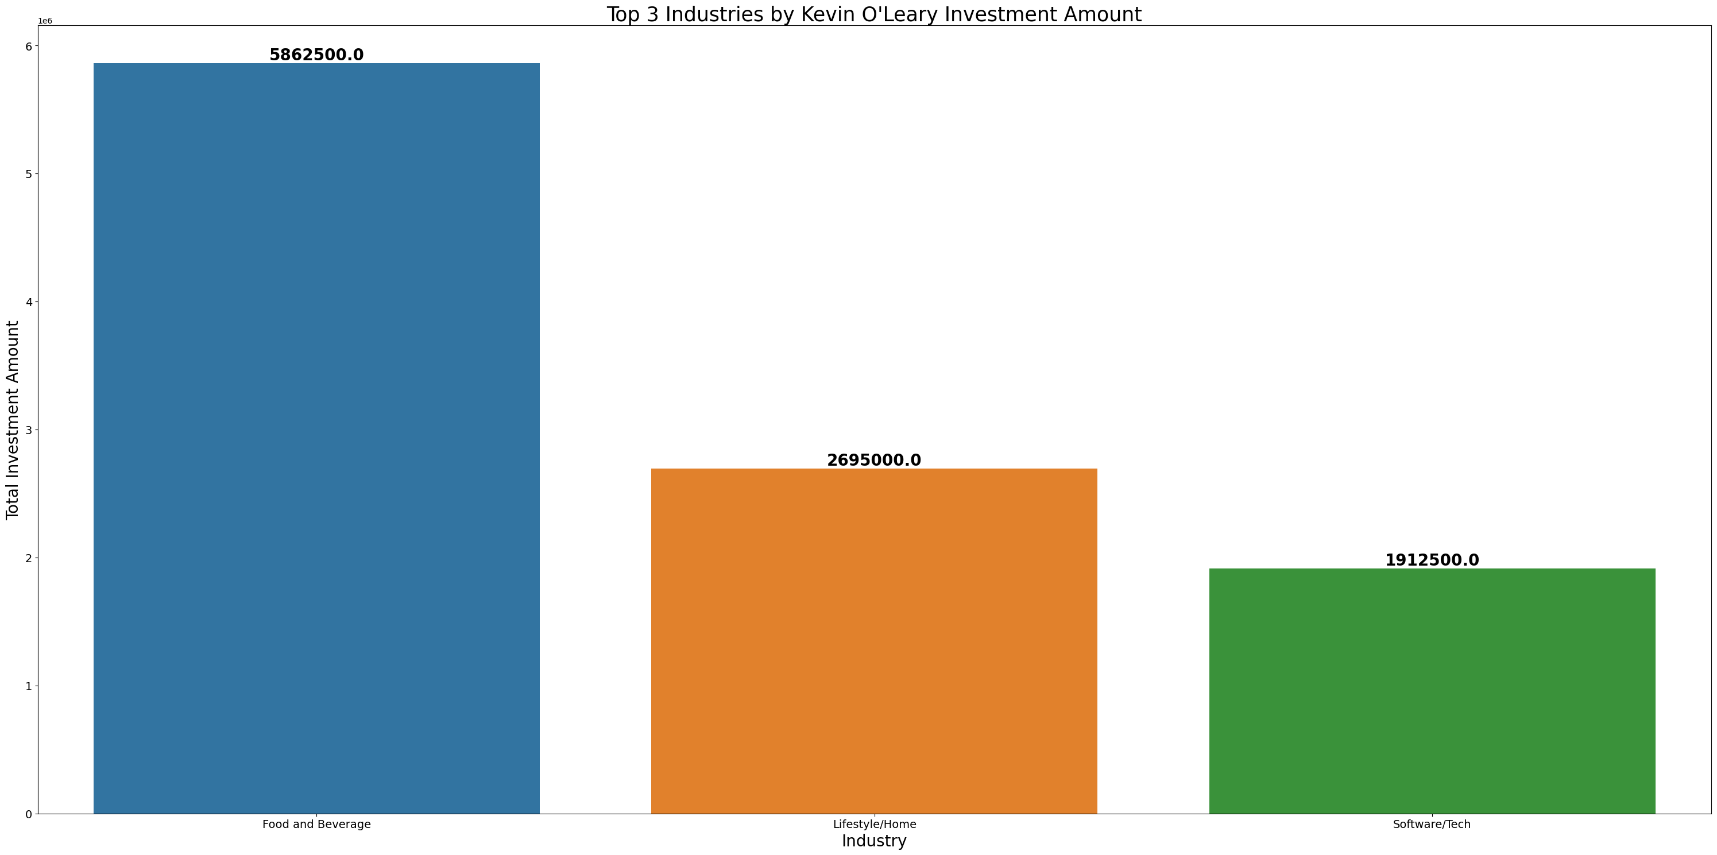 Top 3 Industries by Kevin O'Leary Investment Amount
1e6
6
5
4
3
2
1
0
Total Investment Amount
5862500.0
2695000.0
1912500.0
Food and Beverage
Lifestyle/Home
Software/Tech
Industry